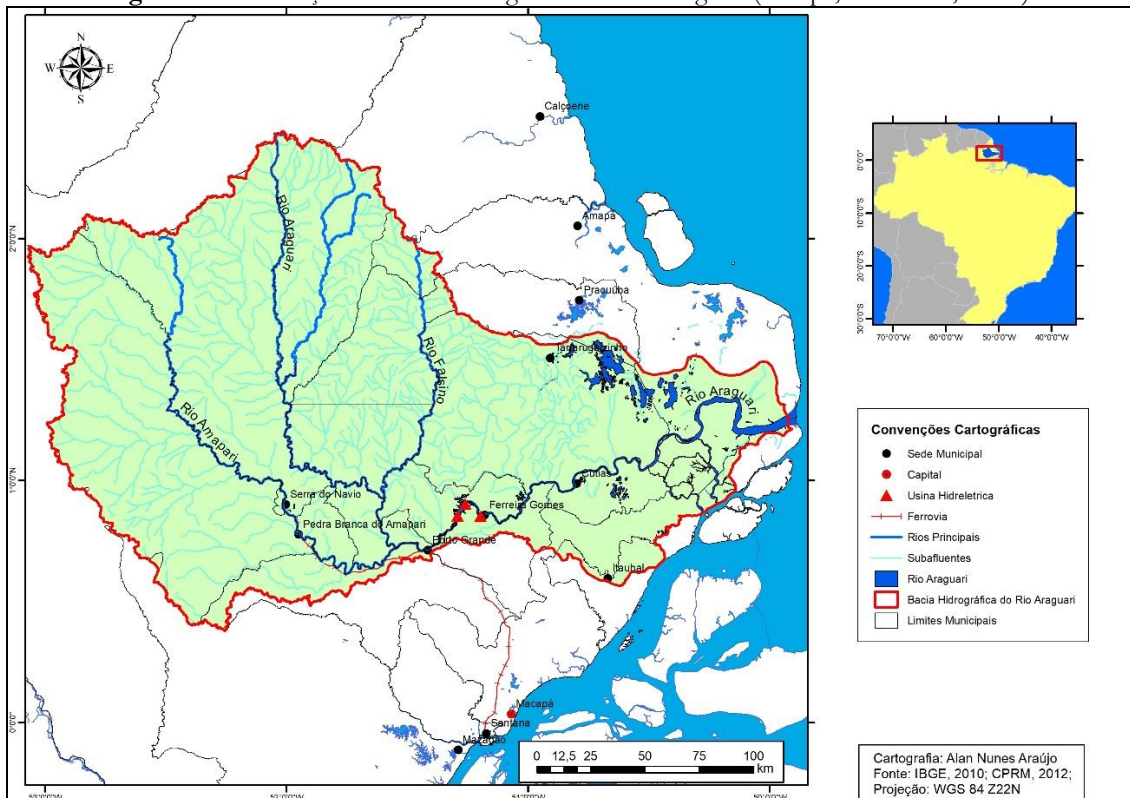 N
W E
S
Calçoene
Amapá
Pracuúba
Tartarugalzinho
Rio Araguari
Rio Falsino
Rio Araguari
Rio Amapari
Cutias
Serra do Navio
Ferreira Gomes
Pedra Branca do Amapari
Porto Grande
Itaubal
Macapá
Santana
Mazagão
2°0'0"N
1°0'0"N
0°0'0"
52°0'0"W 51°0'0"W 50°0'0"W
0 12,5 25 50 75 100
km
0°0'0"
10°0'0"S
20°0'0"S
30°0'0"S
70°0'0"W 60°0'0"W 50°0'0"W 40°0'0"W
Convenções Cartográficas
Sede Municipal
Capital
Usina Hidreletrica
Ferrovia
Rios Principais
Subafluentes
Rio Araguari
Bacia Hidrográfica do Rio Araguari
Limites Municipais
Cartografia: Alan Nunes Araújo
Fonte: IBGE, 2010; CPRM, 2012;
Projeção: WGS 84 Z22N